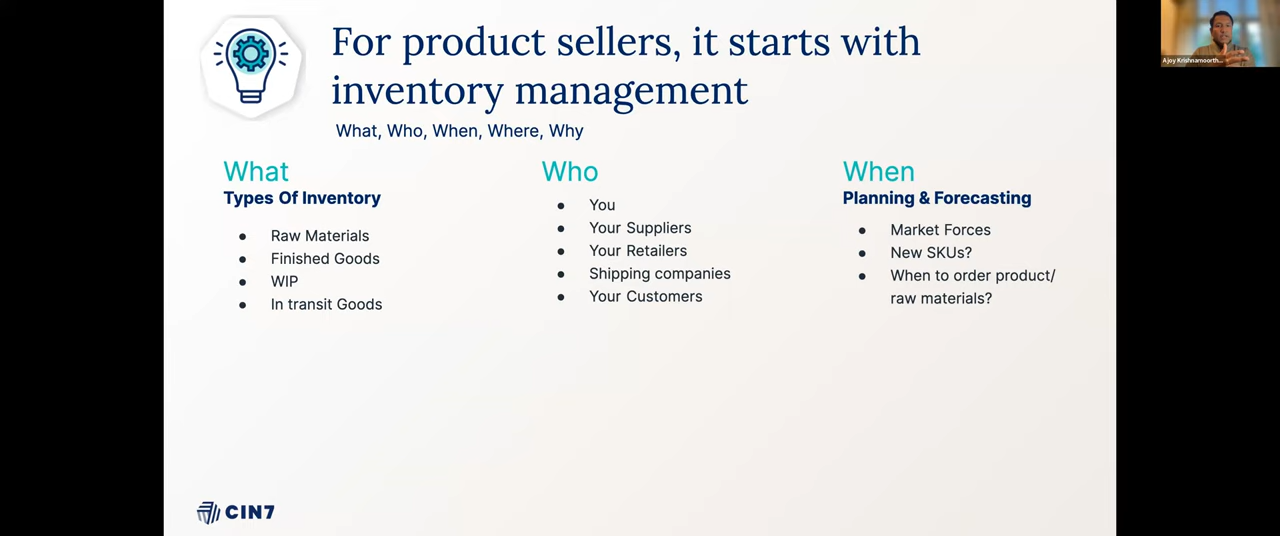 For product sellers, it starts with
inventory management
What, Who, When, Where, Why
What
Types Of Inventory
● Raw Materials
● Finished Goods
● WIP
● In transit Goods
Who
● You
● Your Suppliers
● Your Retailers
● Shipping companies
● Your Customers
When
Planning & Forecasting
● Market Forces
● New SKUs?
● When to order product/
raw materials?
CIN7
Ajoy Krishnamoorth...